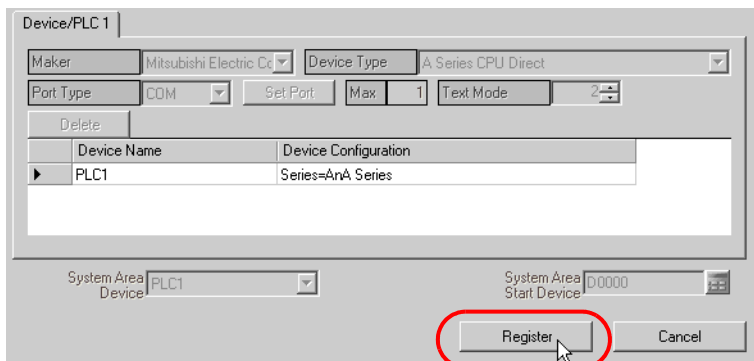 Device/PLC 1
Maker Mitsubishi Electric Device Type A Series CPU Direct
Port Type COM Set Port Max 1 Text Mode 2
Delete
Device Name Device Configuration
PLC1 Series=AnA Series
System Area Device PLC1 System Area Start Device D0000
Register Cancel